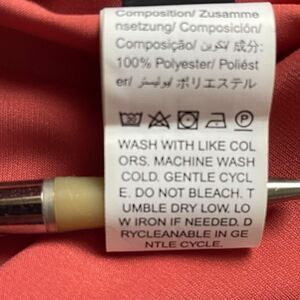 Composition/ Zusamme
nsetzung/ Composición/
Composição/ تكوين/ 成分:
100% Polyester/ Poliést
er/ بوليستر/ ポリエステル
WASH WITH LIKE COL
ORS. MACHINE WASH
COLD. GENTLE CYCL
E. DO NOT BLEACH. T
UMBLE DRY LOW. LO
W IRON IF NEEDED. D
RYCLEANABLE IN GE
NTLE CYCLE.